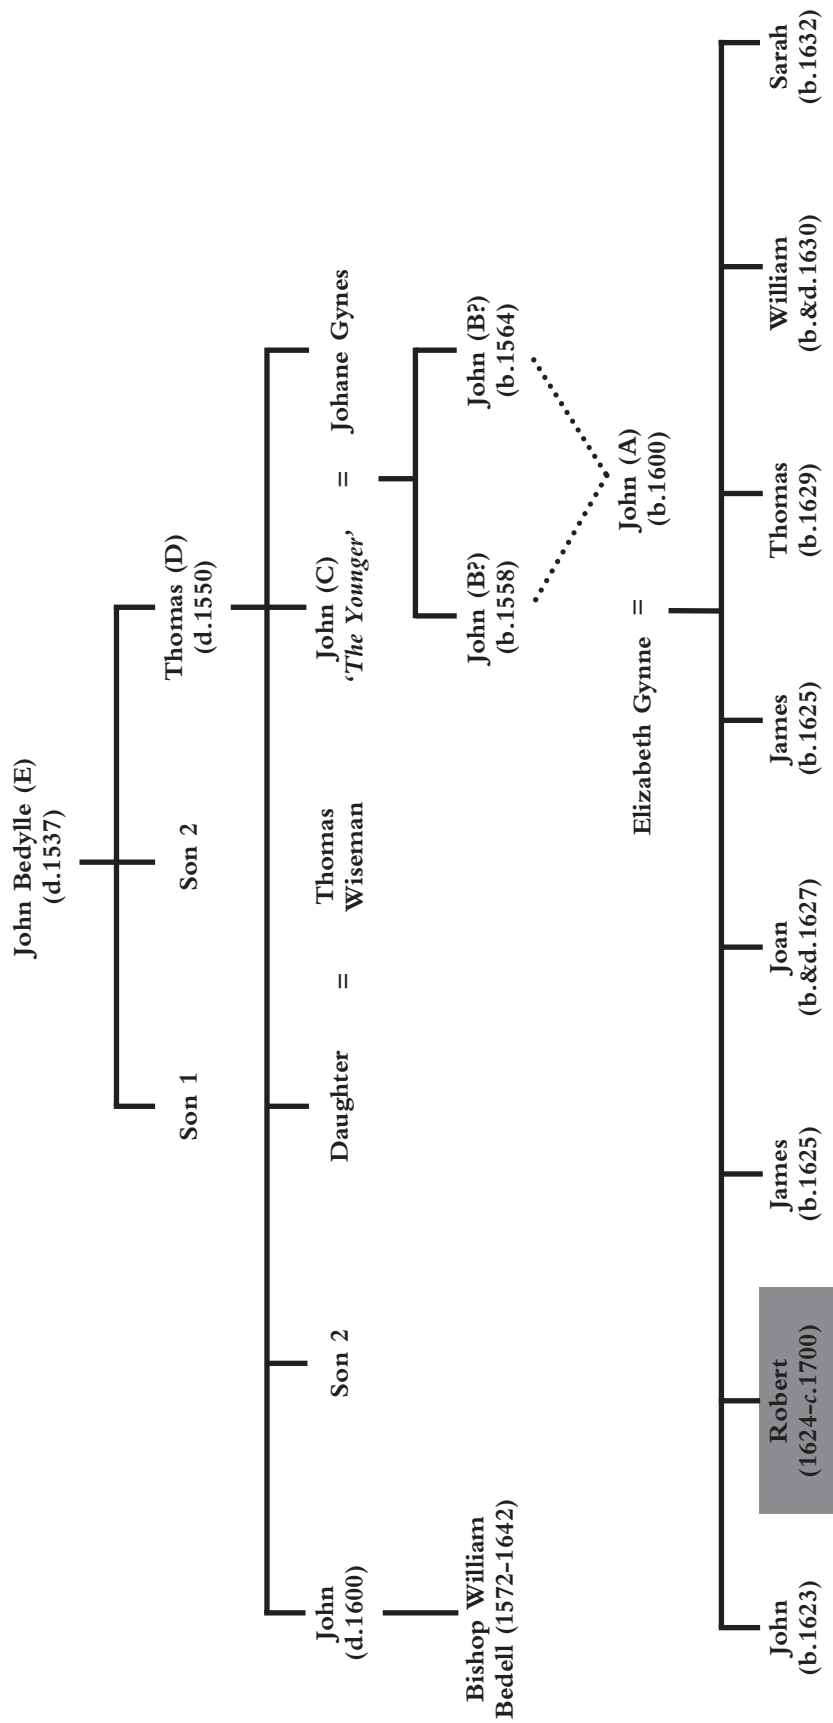 John Bedylle (E)
(d.1537)
Son 1
Son 2
Thomas (D)
(d.1550)
John
(d.1600)
Son 2
Daughter
=
Thomas
Wiseman
John (C)
‘The Younger’
=
Johane Gynes
Bishop William
Bedell (1572–1642)
John (B?)
(b.1558)
John (B?)
(b.1564)
Elizabeth Gynne
=
John (A)
(b.1600)
John
(b.1623)
Robert
(1624–c.1700)
James
(b.1625)
Joan
(b.&d.1627)
James
(b.1625)
Thomas
(b.1629)
William
(b.&d.1630)
Sarah
(b.1632)